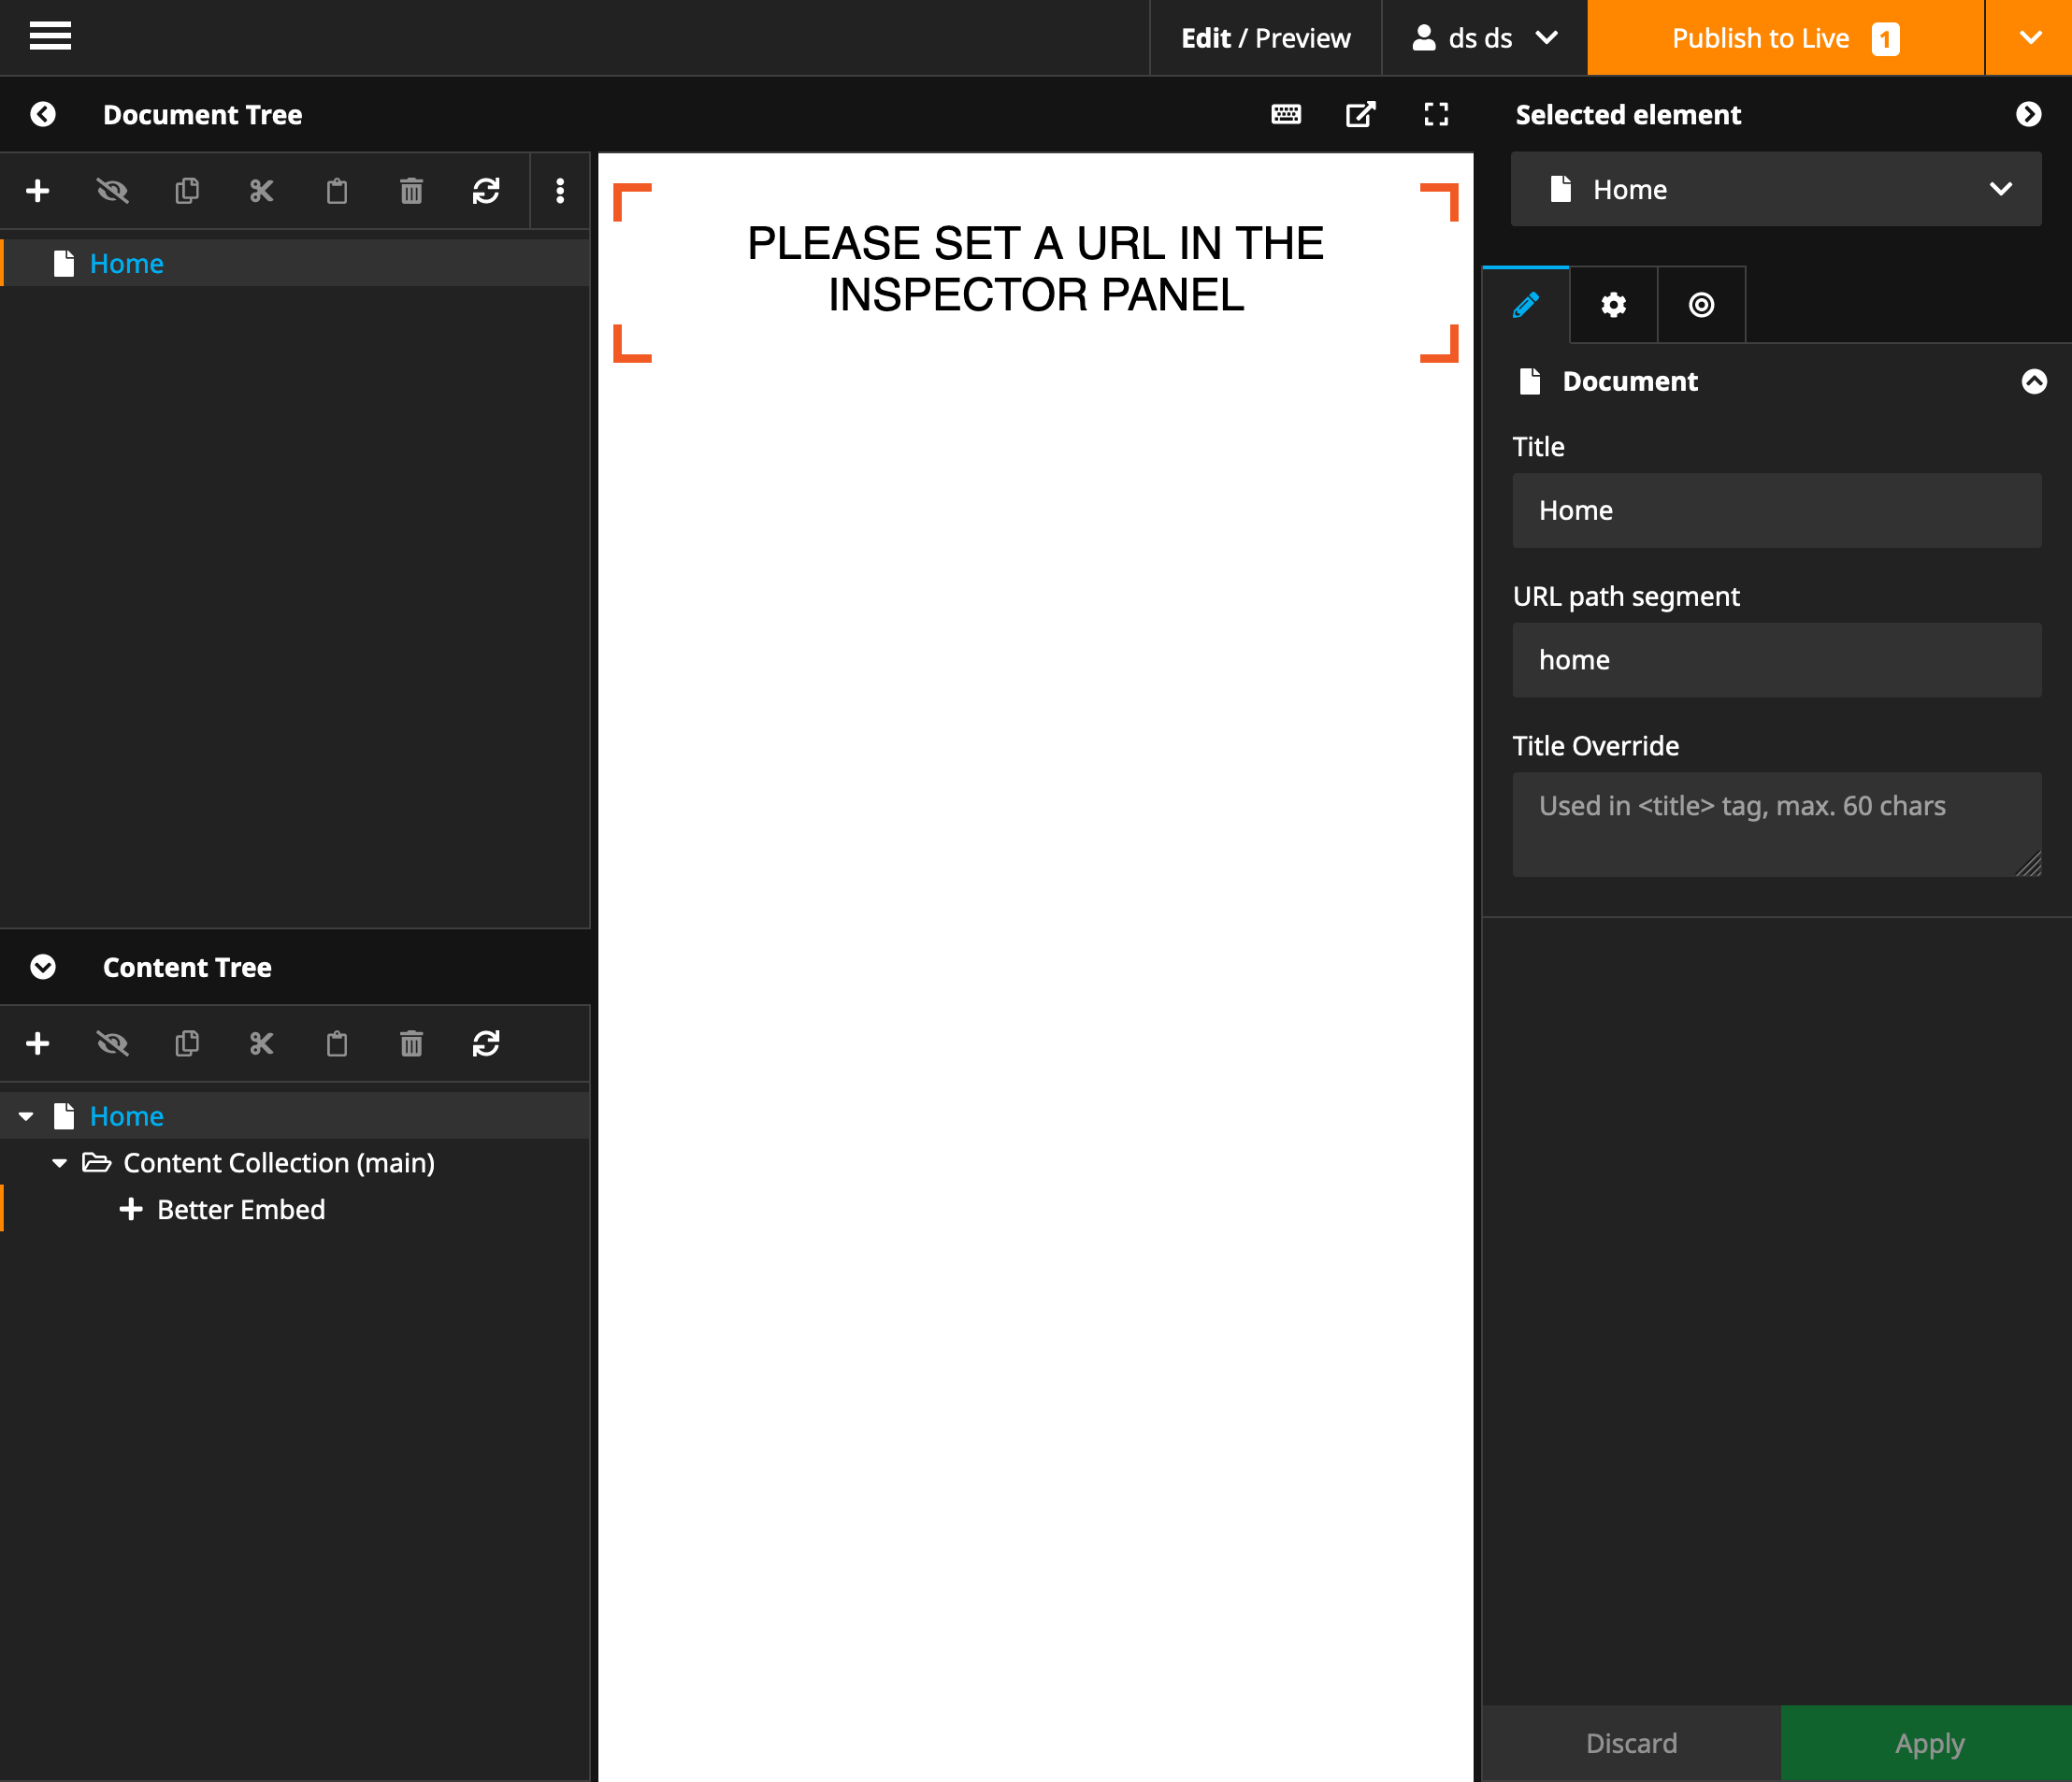 Edit / Preview
ds ds
Publish to Live 1
Document Tree
Selected element
Home
Home
PLEASE SET A URL IN THE
INSPECTOR PANEL
Document
Title
Home
URL path segment
home
Title Override
Used in <title> tag, max. 60 chars
Content Tree
Home
Content Collection (main)
Better Embed
Discard
Apply